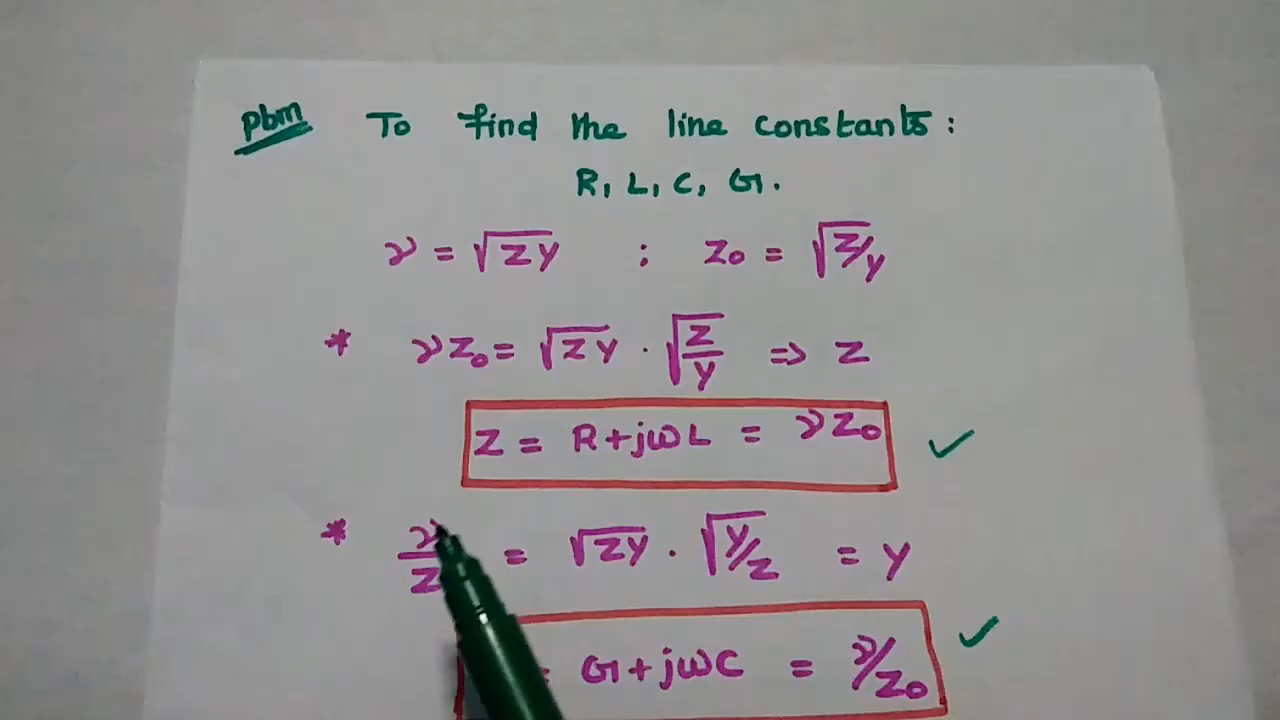 Pbm To find the line constants:
R, L, C, G.
γ = √ZY ; Z₀ = √Z/Y
* γZ₀ = √ZY · √Z/Y ⇒ Z
Z = R+jωL = γZ₀ ✓
* γ/Z = √ZY · √Y/Z = Y
= G+jωC = γ/Z₀ ✓